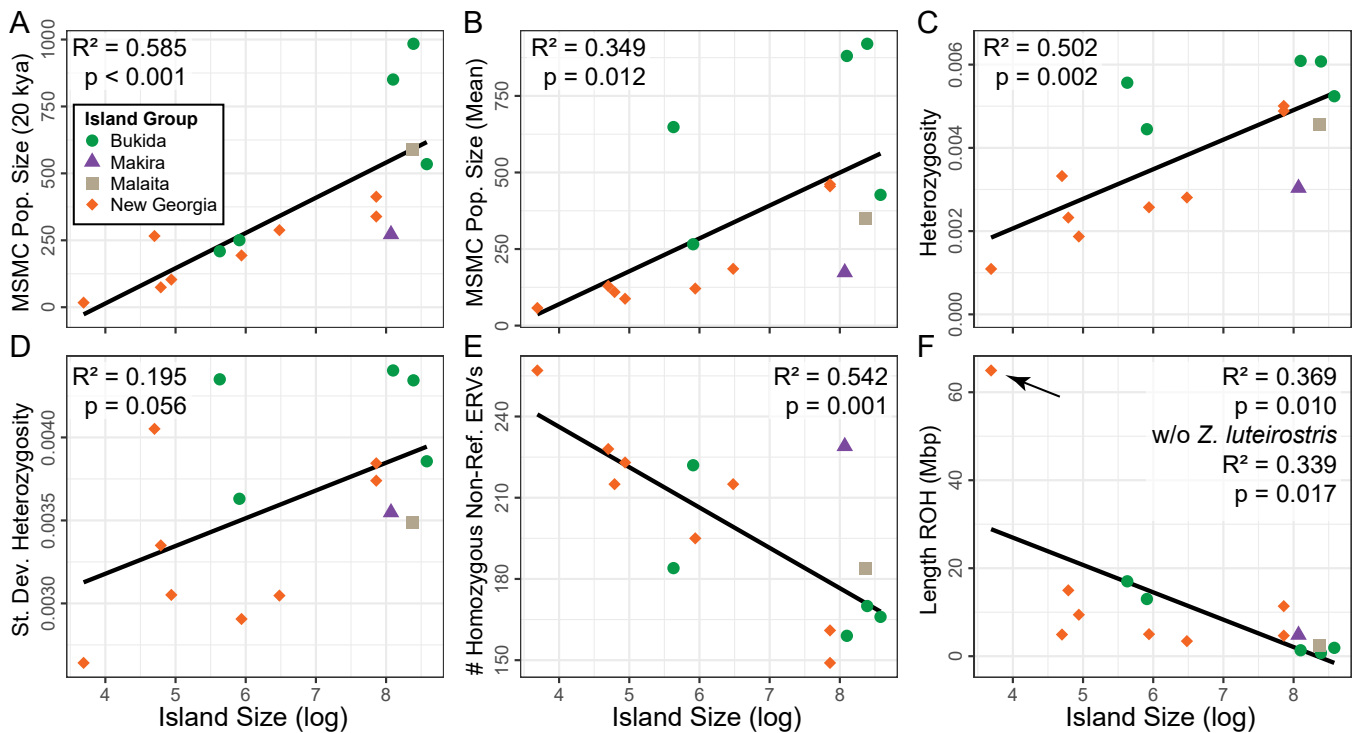 A
MSMC Pop. Size (20 kya)
1000
750
500
250
0
R² = 0.585
p < 0.001
Island Group
Bukida
Makira
Malaita
New Georgia
B
MSMC Pop. Size (Mean)
750
500
250
0
R² = 0.349
p = 0.012
C
Heterozygosity
0.006
0.004
0.002
0.000
R² = 0.502
p = 0.002
D
St. Dev. Heterozygosity
0.0040
0.0035
0.0030
R² = 0.195
p = 0.056
4 5 6 7 8
Island Size (log)
E
# Homozygous Non-Ref. ERVs
240
210
180
150
R² = 0.542
p = 0.001
4 5 6 7 8
Island Size (log)
F
Length ROH (Mbp)
60
40
20
0
R² = 0.369
p = 0.010
w/o Z. luteirostris
R² = 0.339
p = 0.017
4 5 6 7 8
Island Size (log)